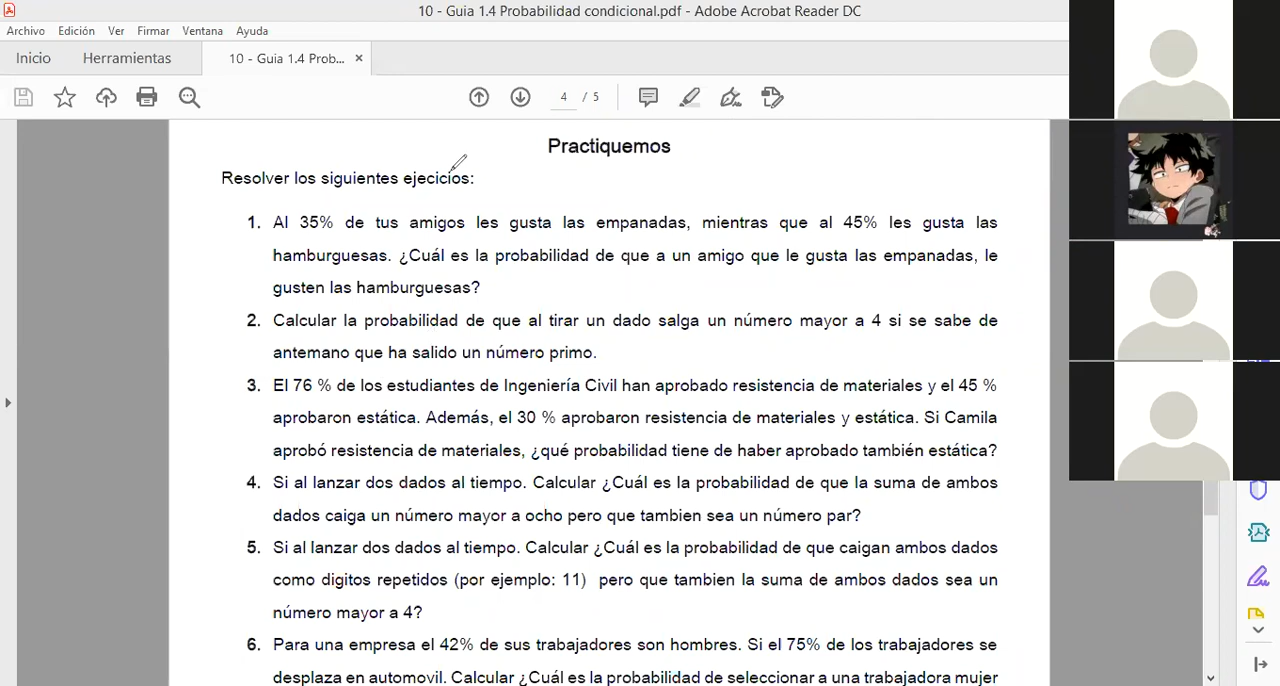 10 - Guia 1.4 Probabilidad condicional.pdf - Adobe Acrobat Reader DC
Archivo Edición Ver Firmar Ventana Ayuda
Inicio Herramientas 10 - Guia 1.4 Prob... ×
4 / 5
Practiquemos
Resolver los siguientes ejecicios:
1. Al 35% de tus amigos les gusta las empanadas, mientras que al 45% les gusta las
hamburguesas. ¿Cuál es la probabilidad de que a un amigo que le gusta las empanadas, le
gusten las hamburguesas?
2. Calcular la probabilidad de que al tirar un dado salga un número mayor a 4 si se sabe de
antemano que ha salido un número primo.
3. El 76 % de los estudiantes de Ingeniería Civil han aprobado resistencia de materiales y el 45 %
aprobaron estática. Además, el 30 % aprobaron resistencia de materiales y estática. Si Camila
aprobó resistencia de materiales, ¿qué probabilidad tiene de haber aprobado también estática?
4. Si al lanzar dos dados al tiempo. Calcular ¿Cuál es la probabilidad de que la suma de ambos
dados caiga un número mayor a ocho pero que tambien sea un número par?
5. Si al lanzar dos dados al tiempo. Calcular ¿Cuál es la probabilidad de que caigan ambos dados
como digitos repetidos (por ejemplo: 11) pero que tambien la suma de ambos dados sea un
número mayor a 4?
6. Para una empresa el 42% de sus trabajadores son hombres. Si el 75% de los trabajadores se
desplaza en automovil. Calcular ¿Cuál es la probabilidad de seleccionar a una trabajadora mujer